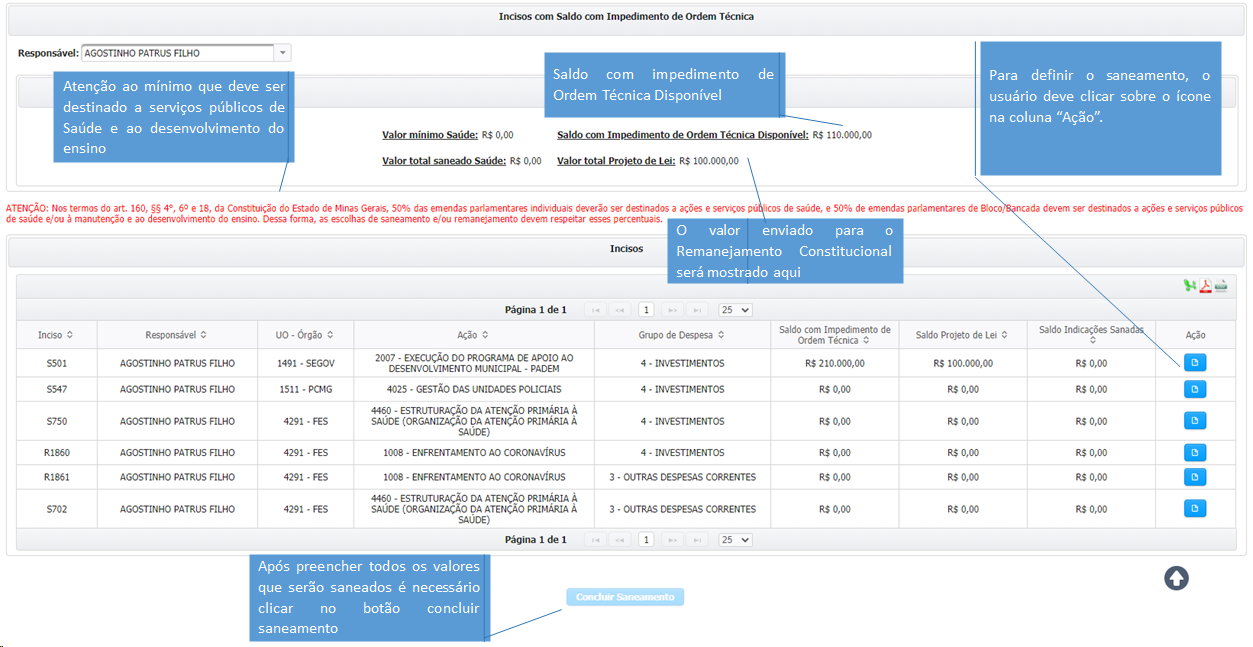 Incisos com Saldo com Impedimento de Ordem Técnica
Responsável: AGOSTINHO PATRUS FILHO
Atenção ao mínimo que deve ser
destinado a serviços públicos de
Saúde e ao desenvolvimento do
ensino
Saldo com impedimento de
Ordem Técnica Disponível
Para definir o saneamento, o
usuário deve clicar sobre o ícone
na coluna “Ação”.
Valor mínimo Saúde: R$ 0,00 Saldo com Impedimento de Ordem Técnica Disponível: R$ 110.000,00
Valor total saneado Saúde: R$ 0,00 Valor total Projeto de Lei: R$ 100.000,00
ATENÇÃO: Nos termos do art. 160, §§ 4º, 6º e 18, da Constituição do Estado de Minas Gerais, 50% das emendas parlamentares individuais deverão ser destinados a ações e serviços públicos de saúde, e 50% de emendas parlamentares de Bloco/Bancada devem ser destinados a ações e serviços públicos
de saúde e/ou à manutenção e ao desenvolvimento do ensino. Dessa forma, as escolhas de saneamento e/ou remanejamento devem respeitar esses percentuais.
O valor enviado para o
Remanejamento Constitucional
será mostrado aqui
Incisos
Página 1 de 1 1 25
Inciso Responsável UO - Órgão Ação Grupo de Despesa Saldo com Impedimento de Ordem Técnica Saldo Projeto de Lei Saldo Indicações Sanadas Ação
S501 AGOSTINHO PATRUS FILHO 1491 - SEGOV 2007 - EXECUÇÃO DO PROGRAMA DE APOIO AO DESENVOLVIMENTO MUNICIPAL - PADEM 4 - INVESTIMENTOS R$ 210.000,00 R$ 100.000,00 R$ 0,00
S547 AGOSTINHO PATRUS FILHO 1511 - PCMG 4025 - GESTÃO DAS UNIDADES POLICIAIS 4 - INVESTIMENTOS R$ 0,00 R$ 0,00 R$ 0,00
S750 AGOSTINHO PATRUS FILHO 4291 - FES 4460 - ESTRUTURAÇÃO DA ATENÇÃO PRIMÁRIA À SAÚDE (ORGANIZAÇÃO DA ATENÇÃO PRIMÁRIA À SAÚDE) 4 - INVESTIMENTOS R$ 0,00 R$ 0,00 R$ 0,00
R1860 AGOSTINHO PATRUS FILHO 4291 - FES 1008 - ENFRENTAMENTO AO CORONAVÍRUS 4 - INVESTIMENTOS R$ 0,00 R$ 0,00 R$ 0,00
R1861 AGOSTINHO PATRUS FILHO 4291 - FES 1008 - ENFRENTAMENTO AO CORONAVÍRUS 3 - OUTRAS DESPESAS CORRENTES R$ 0,00 R$ 0,00 R$ 0,00
S702 AGOSTINHO PATRUS FILHO 4291 - FES 4460 - ESTRUTURAÇÃO DA ATENÇÃO PRIMÁRIA À SAÚDE (ORGANIZAÇÃO DA ATENÇÃO PRIMÁRIA À SAÚDE) 3 - OUTRAS DESPESAS CORRENTES R$ 0,00 R$ 0,00 R$ 0,00
Página 1 de 1 1 25
Após preencher todos os valores
que serão saneados é necessário
clicar no botão concluir
saneamento
Concluir Saneamento